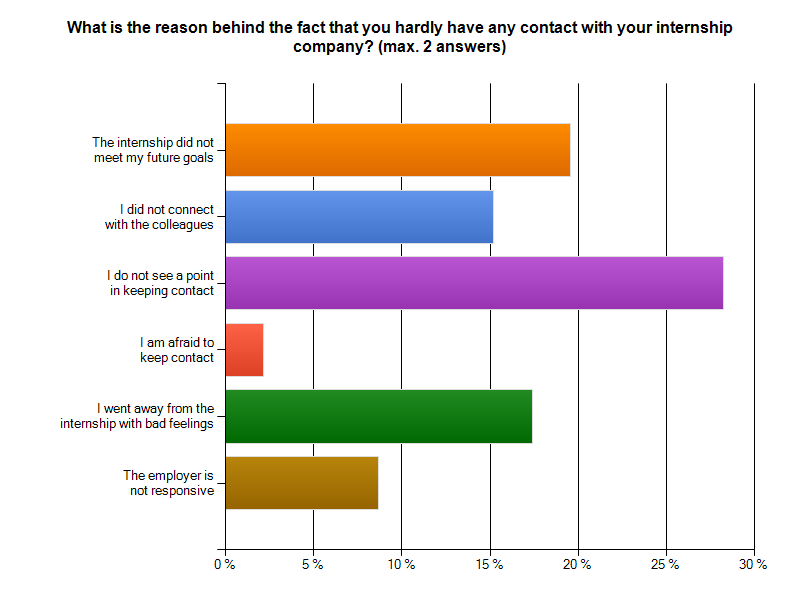 What is the reason behind the fact that you hardly have any contact with your internship
company? (max. 2 answers)
The internship did not
meet my future goals
I did not connect
with the colleagues
I do not see a point
in keeping contact
I am afraid to
keep contact
I went away from the
internship with bad feelings
The employer is
not responsive
0 % 5 % 10 % 15 % 20 % 25 % 30 %